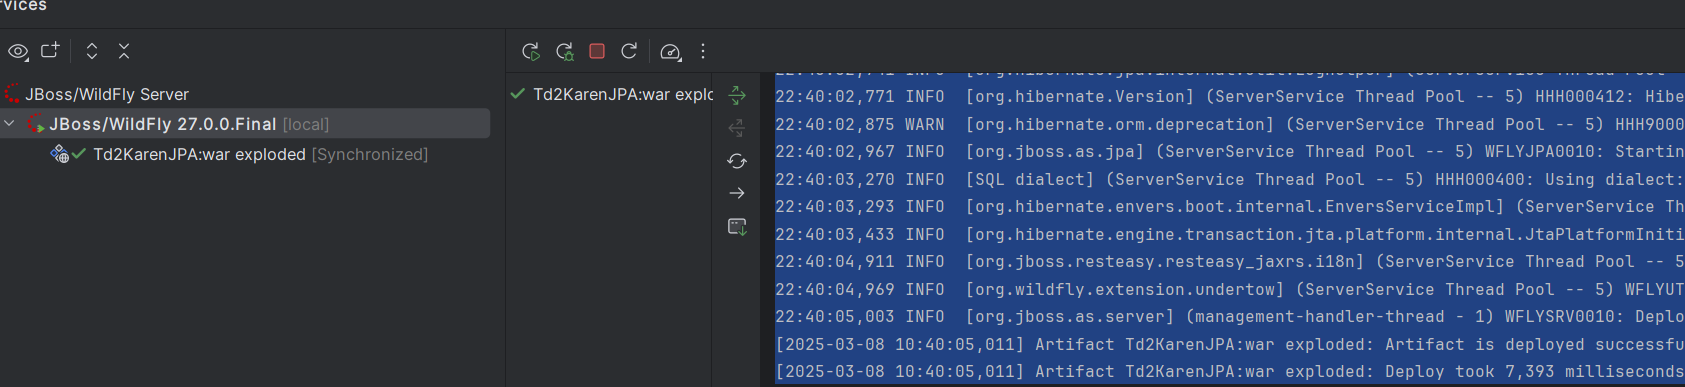 rvices
JBoss/WildFly Server
JBoss/WildFly 27.0.0.Final [local]
Td2KarenJPA:war exploded [Synchronized]
Td2KarenJPA:war explo
22:40:02,771 INFO [org.hibernate.Version] (ServerService Thread Pool -- 5) HHH000412: Hibe
22:40:02,875 WARN [org.hibernate.orm.deprecation] (ServerService Thread Pool -- 5) HHH9000
22:40:02,967 INFO [org.jboss.as.jpa] (ServerService Thread Pool -- 5) WFLYJPA0010: Startin
22:40:03,270 INFO [SQL dialect] (ServerService Thread Pool -- 5) HHH000400: Using dialect:
22:40:03,293 INFO [org.hibernate.envers.boot.internal.EnversServiceImpl] (ServerService Th
22:40:03,433 INFO [org.hibernate.engine.transaction.jta.platform.internal.JtaPlatformIniti
22:40:04,911 INFO [org.jboss.resteasy.resteasy_jaxrs.i18n] (ServerService Thread Pool -- 5
22:40:04,969 INFO [org.wildfly.extension.undertow] (ServerService Thread Pool -- 5) WFLYUT
22:40:05,003 INFO [org.jboss.as.server] (management-handler-thread - 1) WFLYSRV0010: Deplo
[2025-03-08 10:40:05,011] Artifact Td2KarenJPA:war exploded: Artifact is deployed successfu
[2025-03-08 10:40:05,011] Artifact Td2KarenJPA:war exploded: Deploy took 7,393 milliseconds